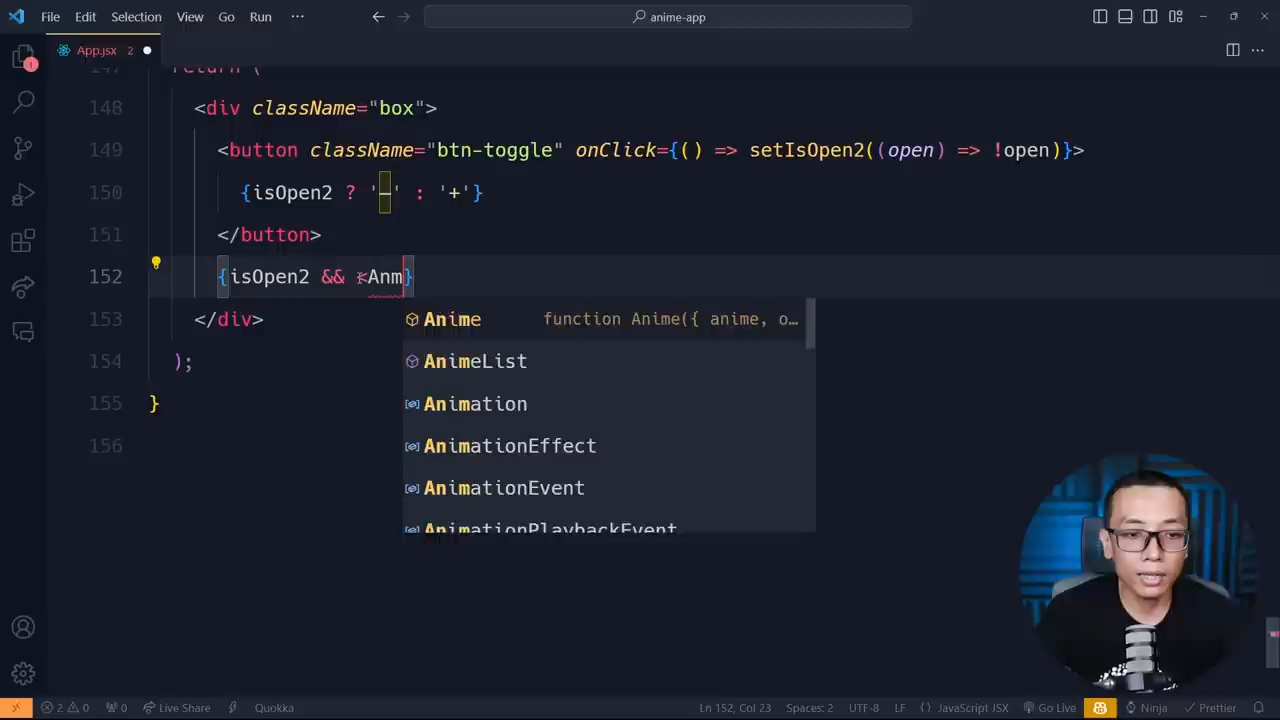 File Edit Selection View Go Run ··· anime-app
App.jsx 2
147 return (
148 <div className="box">
149 <button className="btn-toggle" onClick={() => setIsOpen2((open) => !open)}>
150 {isOpen2 ? '–' : '+'}
151 </button>
152 {isOpen2 && <Anm}
153 </div>
154 );
155 }
156
Anime function Anime({ anime, o…
AnimeList
Animation
AnimationEffect
AnimationEvent
AnimationPlaybackEvent
1
2 0 0 Live Share Quokka Ln 152, Col 23 Spaces: 2 UTF-8 LF {} JavaScript JSX Go Live Ninja Prettier